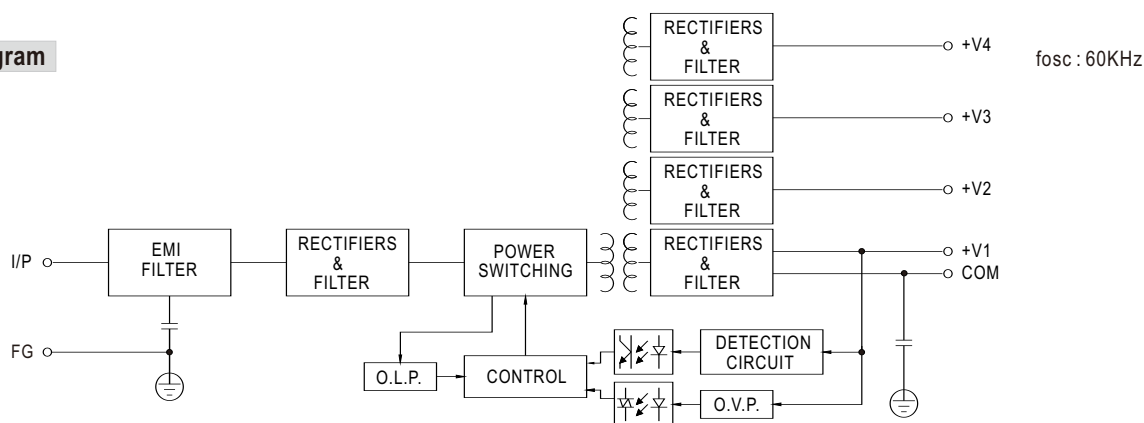 gram
fosc : 60KHz
RECTIFIERS
&
FILTER
+V4
RECTIFIERS
&
FILTER
+V3
RECTIFIERS
&
FILTER
+V2
I/P
EMI
FILTER
RECTIFIERS
&
FILTER
POWER
SWITCHING
RECTIFIERS
&
FILTER
+V1
COM
FG
O.L.P.
CONTROL
DETECTION
CIRCUIT
O.V.P.